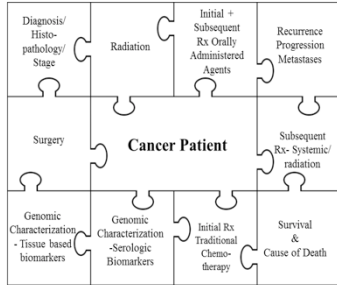 Diagnosis/
Histo-
pathology/
Stage
Radiation
Initial +
Subsequent
Rx Orally
Administered
Agents
Recurrence
Progression
Metastases
Surgery
Cancer Patient
Subsequent
Rx- Systemic/
radiation
Genomic
Characterization
- Tissue based
biomarkers
Genomic
Characterization
-Serologic
Biomarkers
Initial Rx
Traditional
Chemo-
therapy
Survival
&
Cause of Death